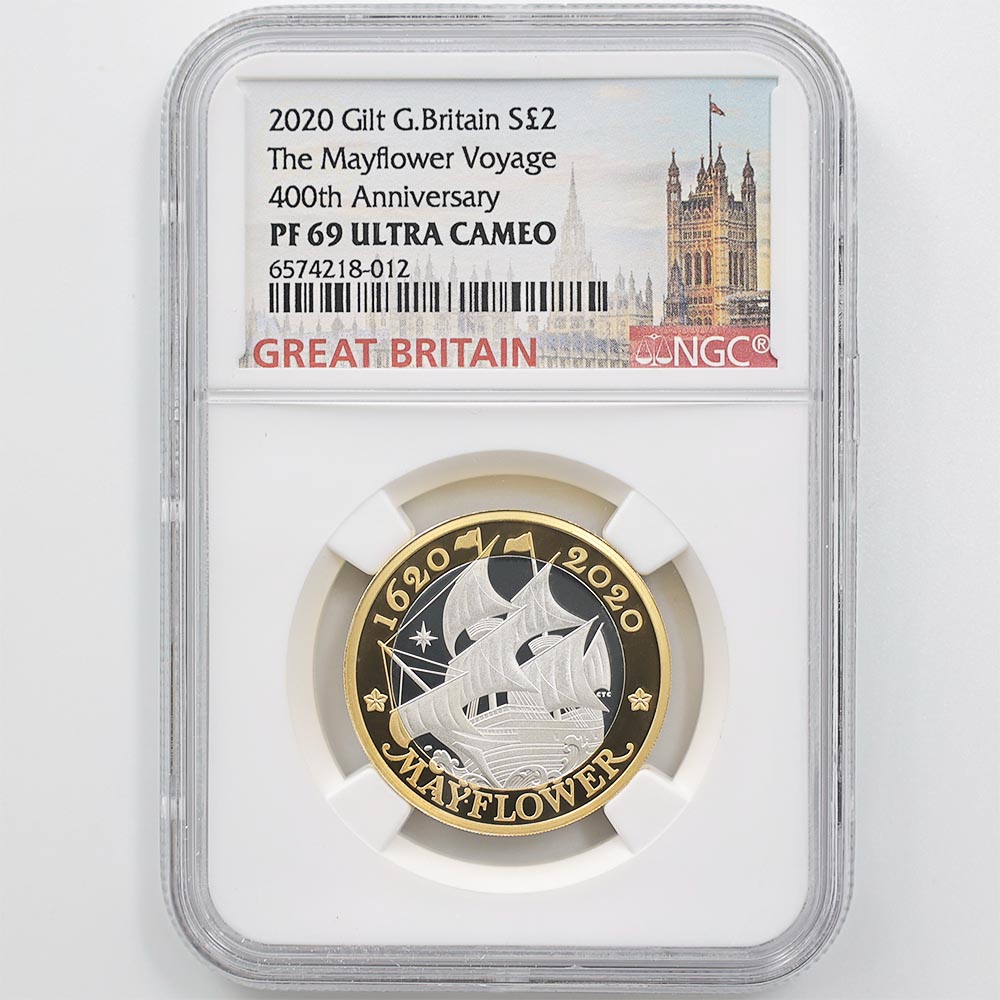 2020 Gilt G.Britain S£2
The Mayflower Voyage
400th Anniversary
PF 69 ULTRA CAMEO
6574218-012
GREAT BRITAIN
NGC®
1620 2020
CTC
MAYFLOWER